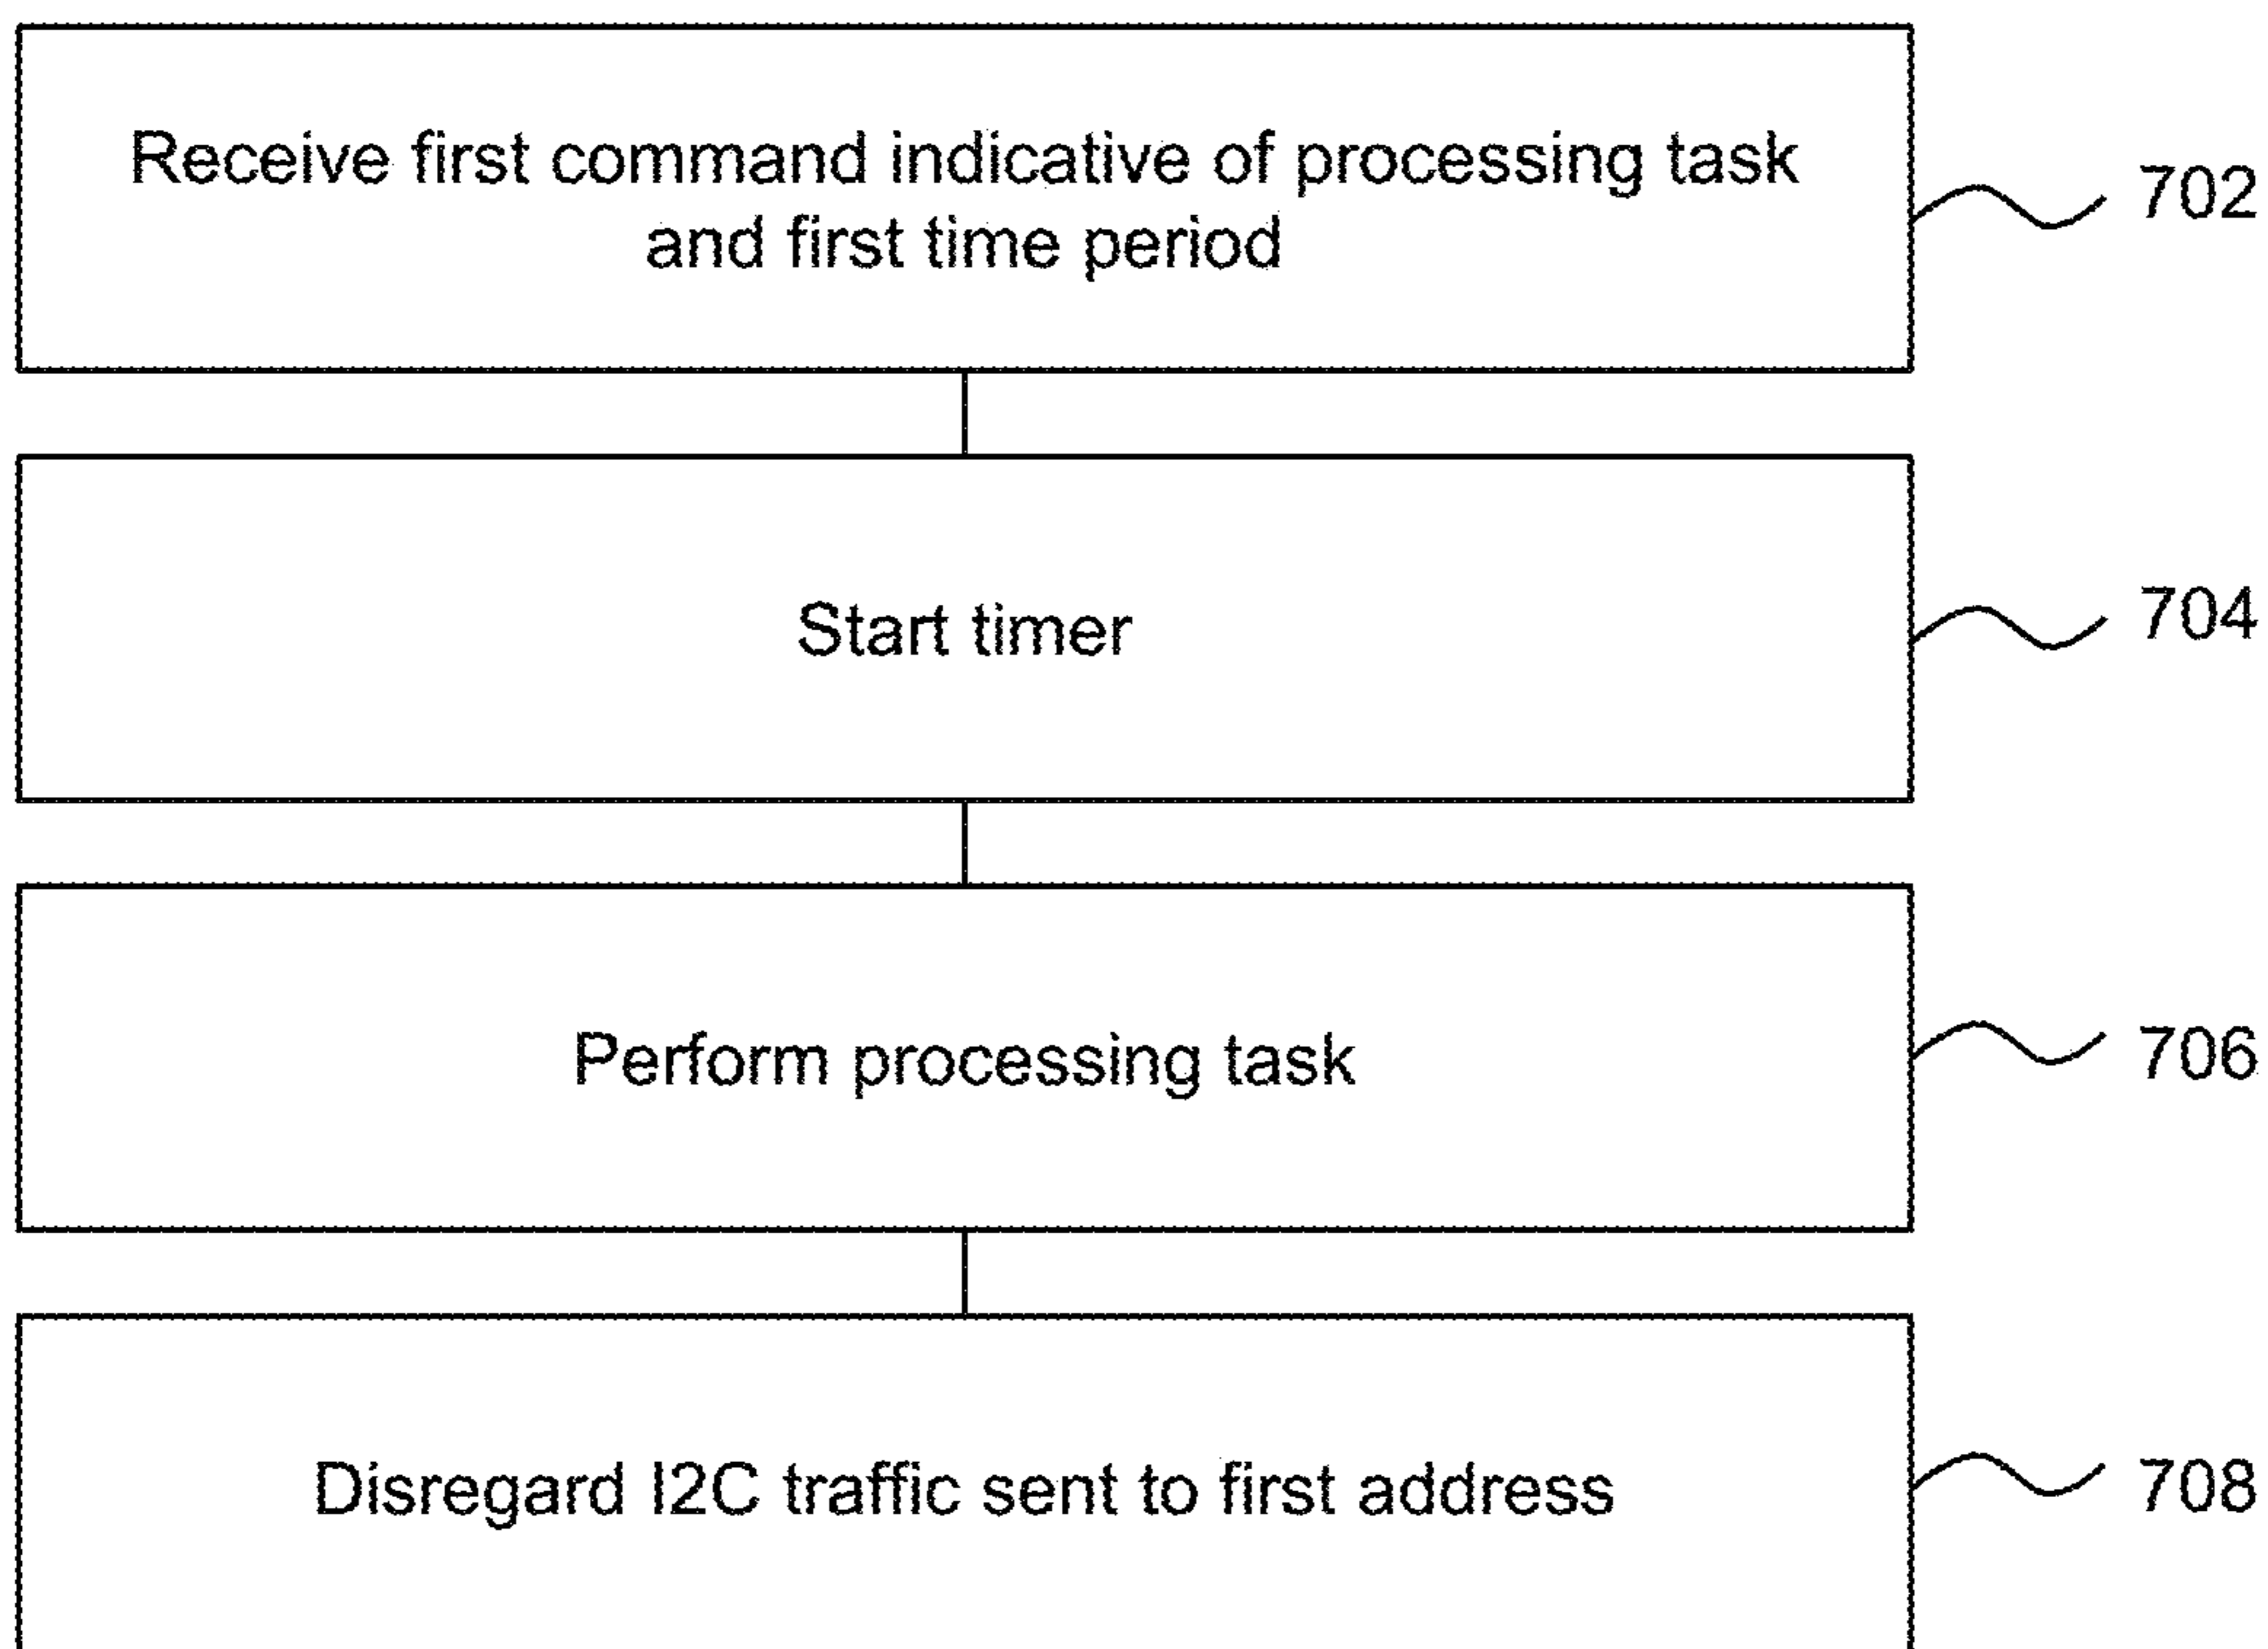 Receive first command indicative of processing task
and first time period
702
Start timer
704
Perform processing task
706
Disregard I2C traffic sent to first address
708